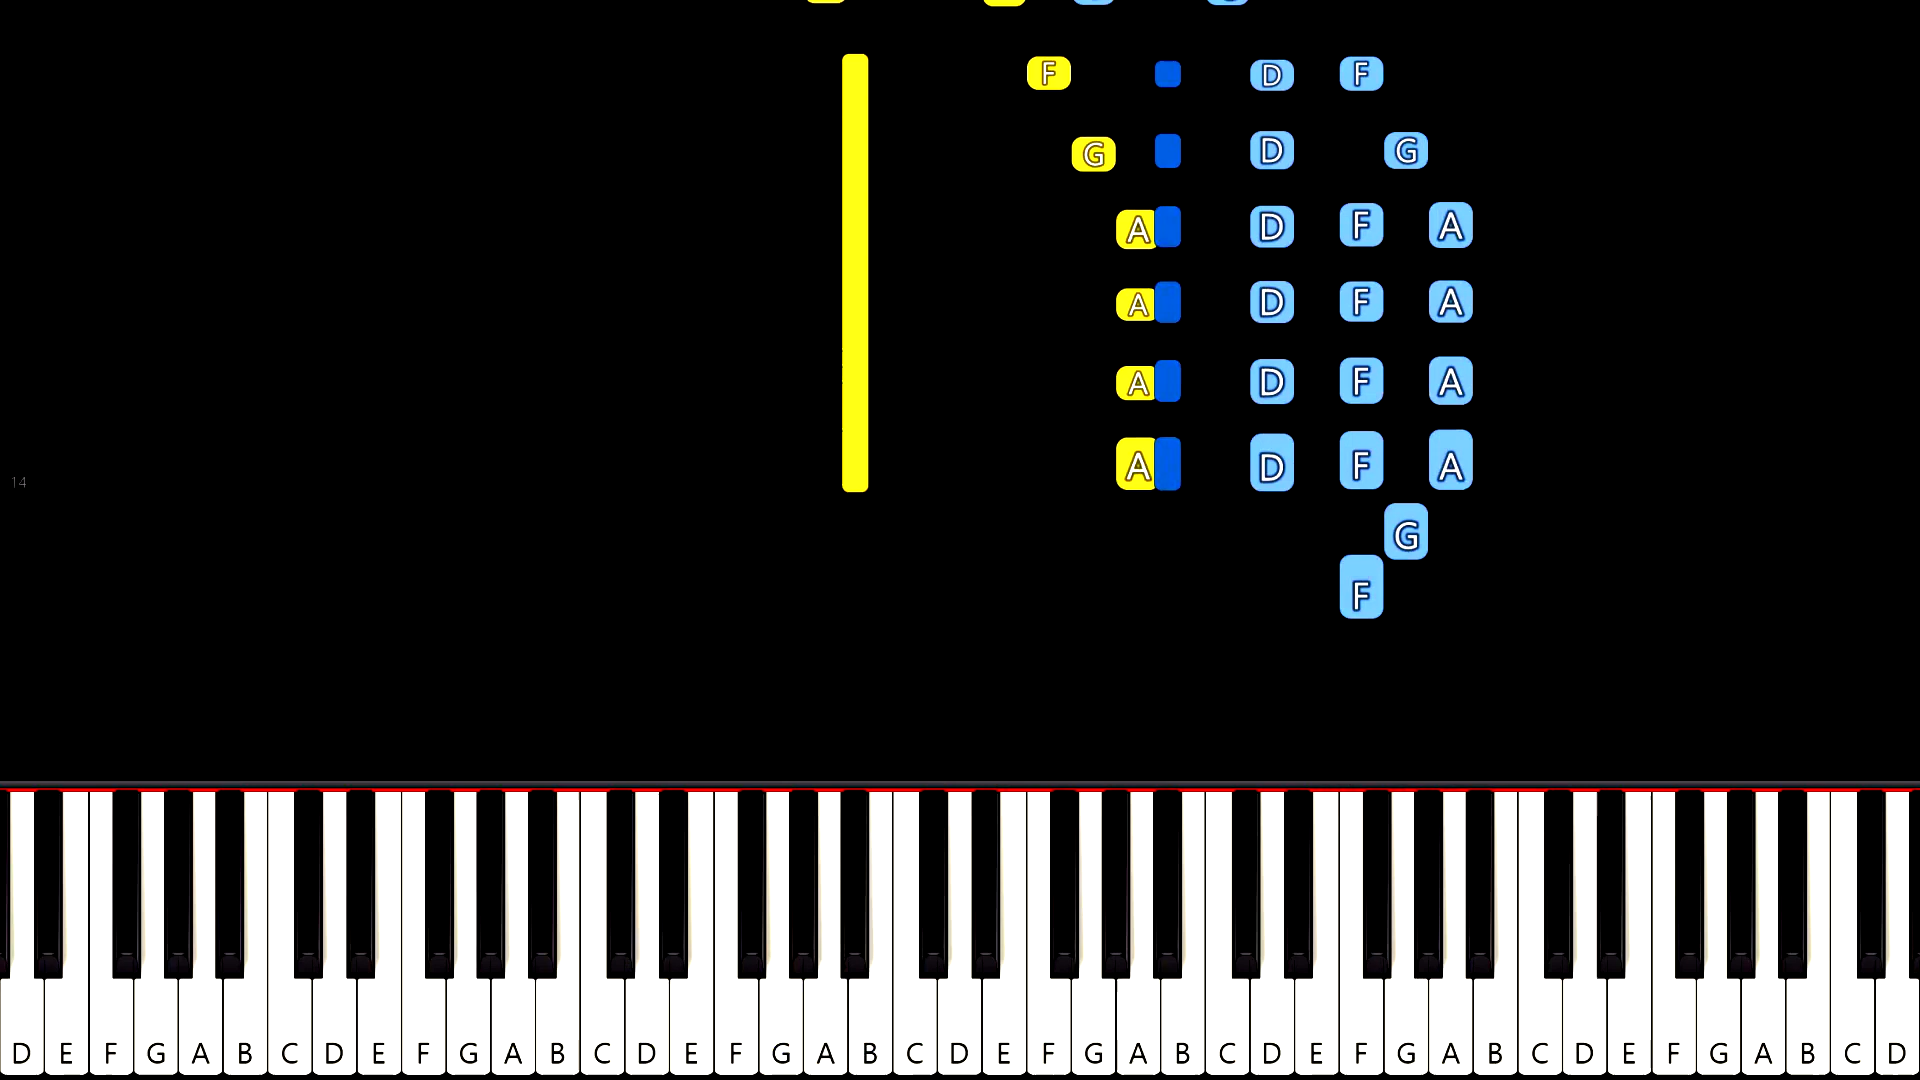 F D F
G D G
A D F A
A D F A
A D F A
A D F A
14
G
F
D E F G A B C D E F G A B C D E F G A B C D E F G A B C D E F G A B C D E F G A B C D